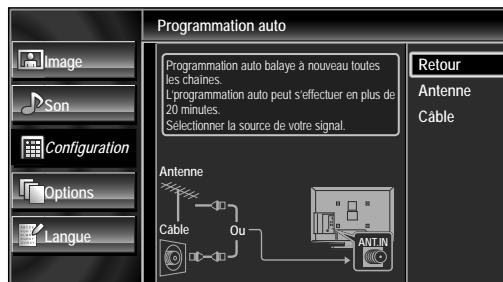 Programmation auto
Image
Son
Configuration
Options
Langue
Programmation auto balaye à nouveau toutes
les chaînes.
L'programmation auto peut s'effectuer en plus de
20 minutes.
Sélectionner la source de votre signal.
Antenne
Câble
Ou
ANT.IN
Retour
Antenne
Câble